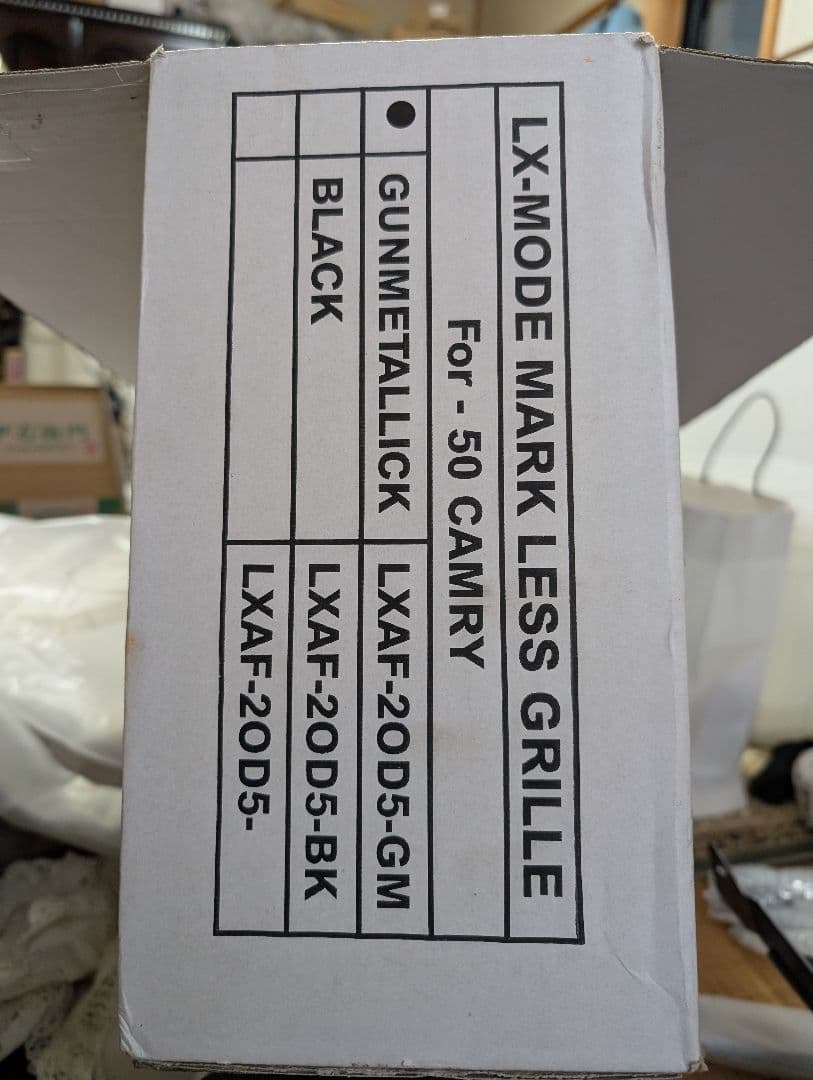 LX-MODE MARK LESS GRILLE
For - 50 CAMRY
● GUNMETALLICK LXAF-2OD5-GM
BLACK LXAF-2OD5-BK
LXAF-2OD5-